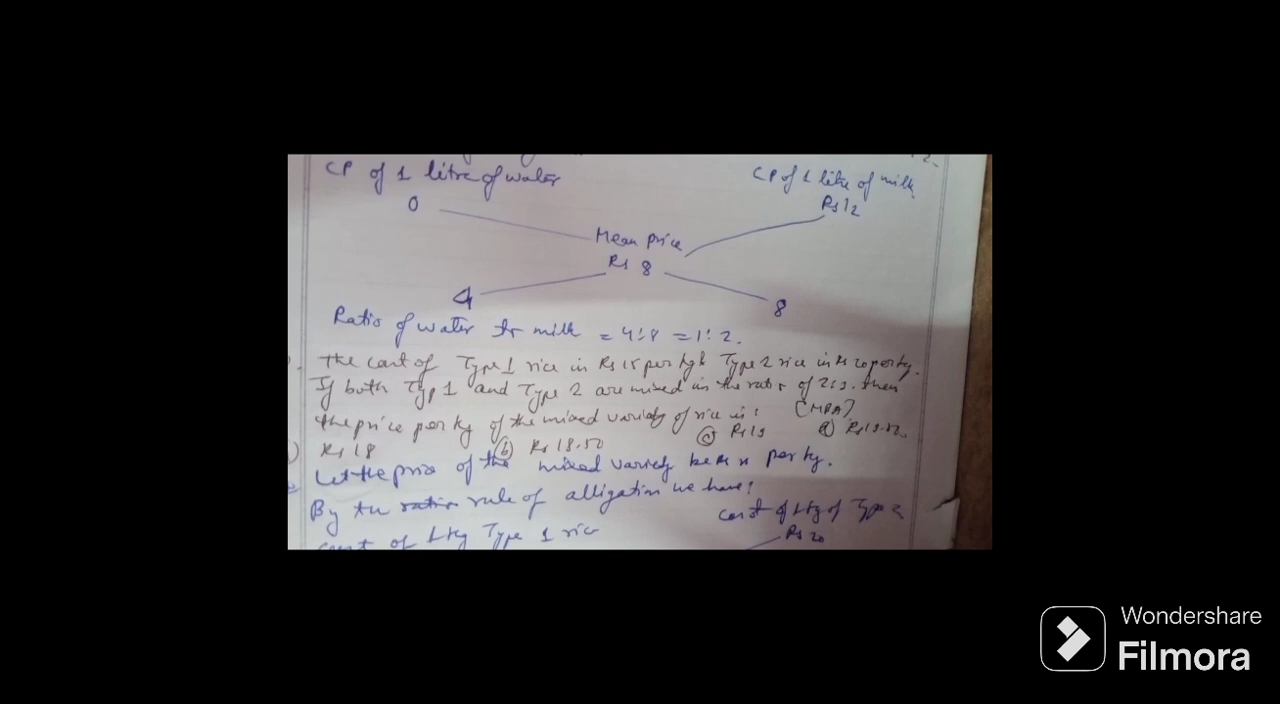 CP of 1 litre of water
CP of 1 litre of milk
0
Rs 12
Mean price
Rs 8
4
8
Ratio of water to milk = 4:8 = 1:2.
The cost of Type 1 rice is Rs 15 per kg & Type 2 rice is Rs 20 per kg.
If both Typ 1 and Type 2 are mixed in the ratio of 2:3. then
the price per kg of the mixed variety of rice is: (MBA)
Rs 18 (b) Rs 18.50 (c) Rs 19 (d) Rs 19.50
Let the price of the mixed variety be Rs x per kg.
By the rule of alligation we have:
cost of 1 kg Type 1 rice
cost of 1 kg of Type 2
Rs 20
Wondershare
Filmora